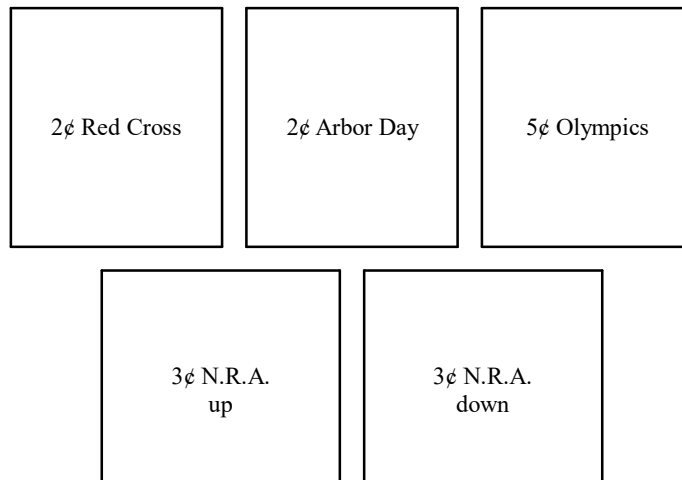 2¢ Red Cross
2¢ Arbor Day
5¢ Olympics
3¢ N.R.A.
up
3¢ N.R.A.
down